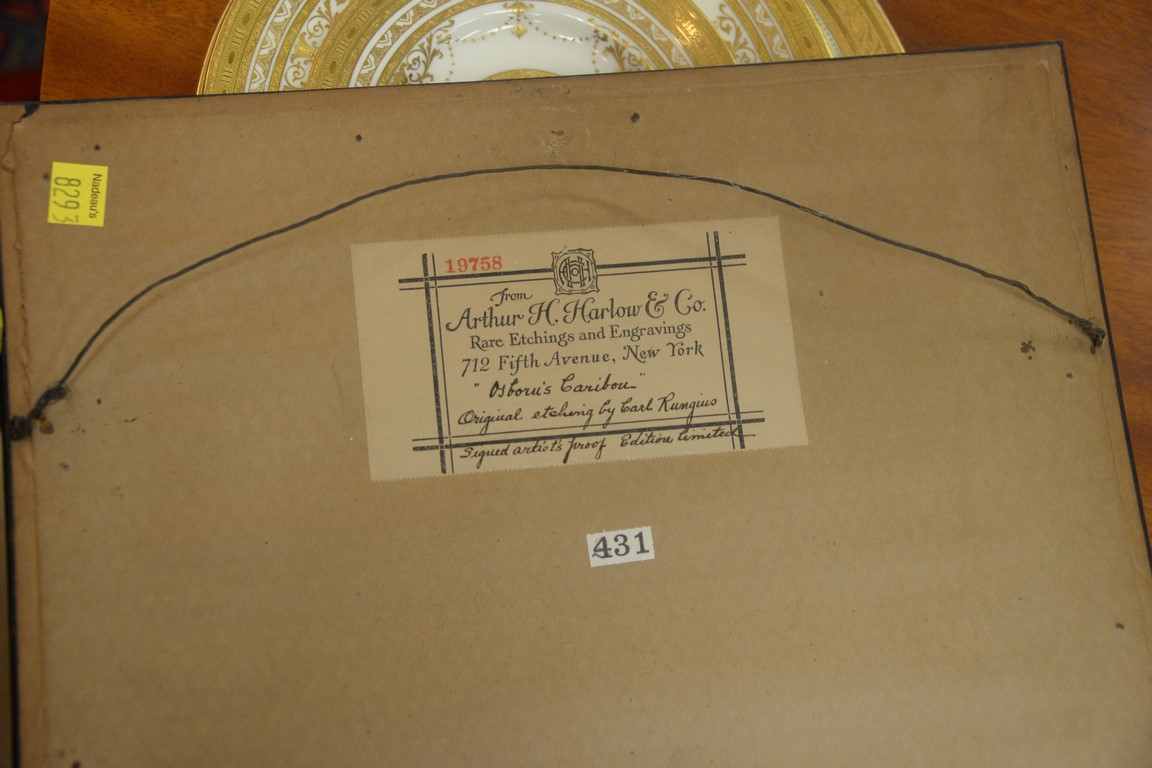 Nadeau's
8293
19758
From
Arthur H. Harlow & Co.
Rare Etchings and Engravings
712 Fifth Avenue, New York
"Osborn's Caribou"
Original etching by Carl Rungius
Signed artist's proof Edition limited
431